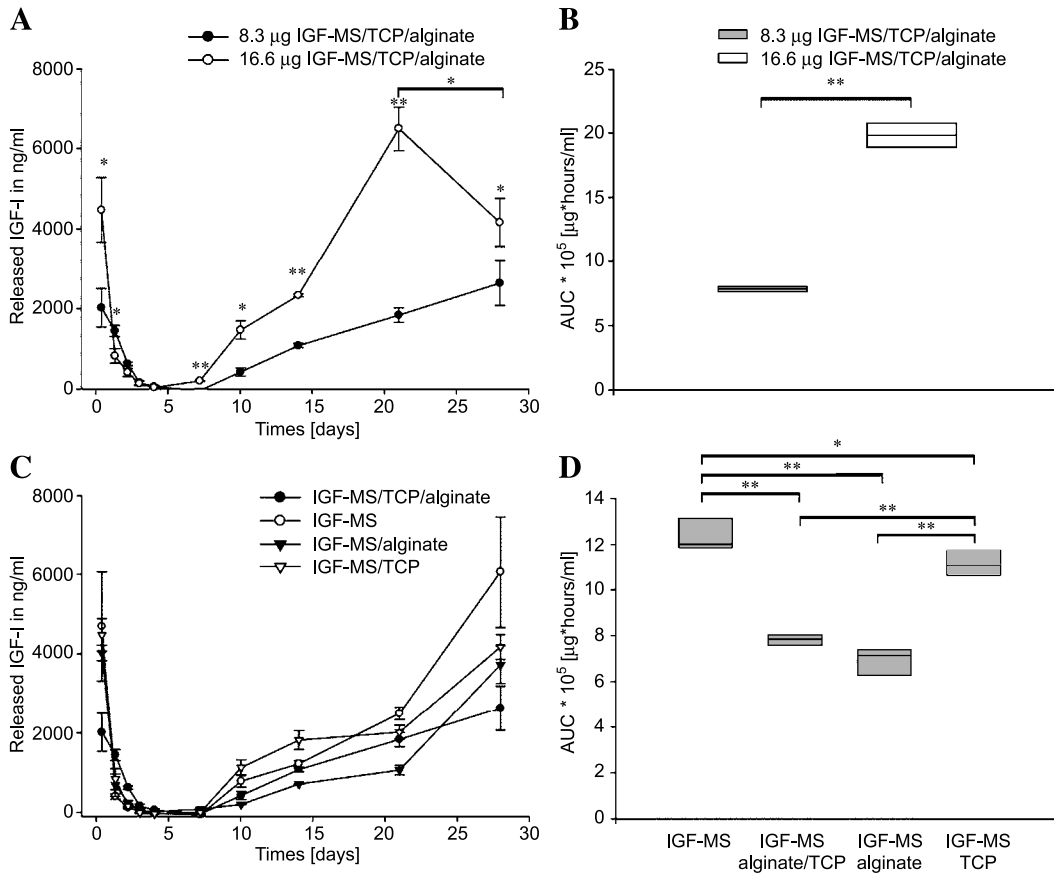 A
8.3 µg IGF-MS/TCP/alginate
16.6 µg IGF-MS/TCP/alginate
8000
6000
4000
2000
0
Released IGF-I in ng/ml
*
*
**
*
**
**
*
*
0 5 10 15 20 25 30
Times [days]
B
8.3 µg IGF-MS/TCP/alginate
16.6 µg IGF-MS/TCP/alginate
**
25
20
15
10
5
0
AUC * 10⁵ [µg*hours/ml]
C
IGF-MS/TCP/alginate
IGF-MS
IGF-MS/alginate
IGF-MS/TCP
8000
6000
4000
2000
0
Released IGF-I in ng/ml
0 5 10 15 20 25 30
Times [days]
D
*
**
**
**
**
14
12
10
8
6
4
2
0
AUC * 10⁵ [µg*hours/ml]
IGF-MS IGF-MS IGF-MS IGF-MS
alginate/TCP alginate TCP